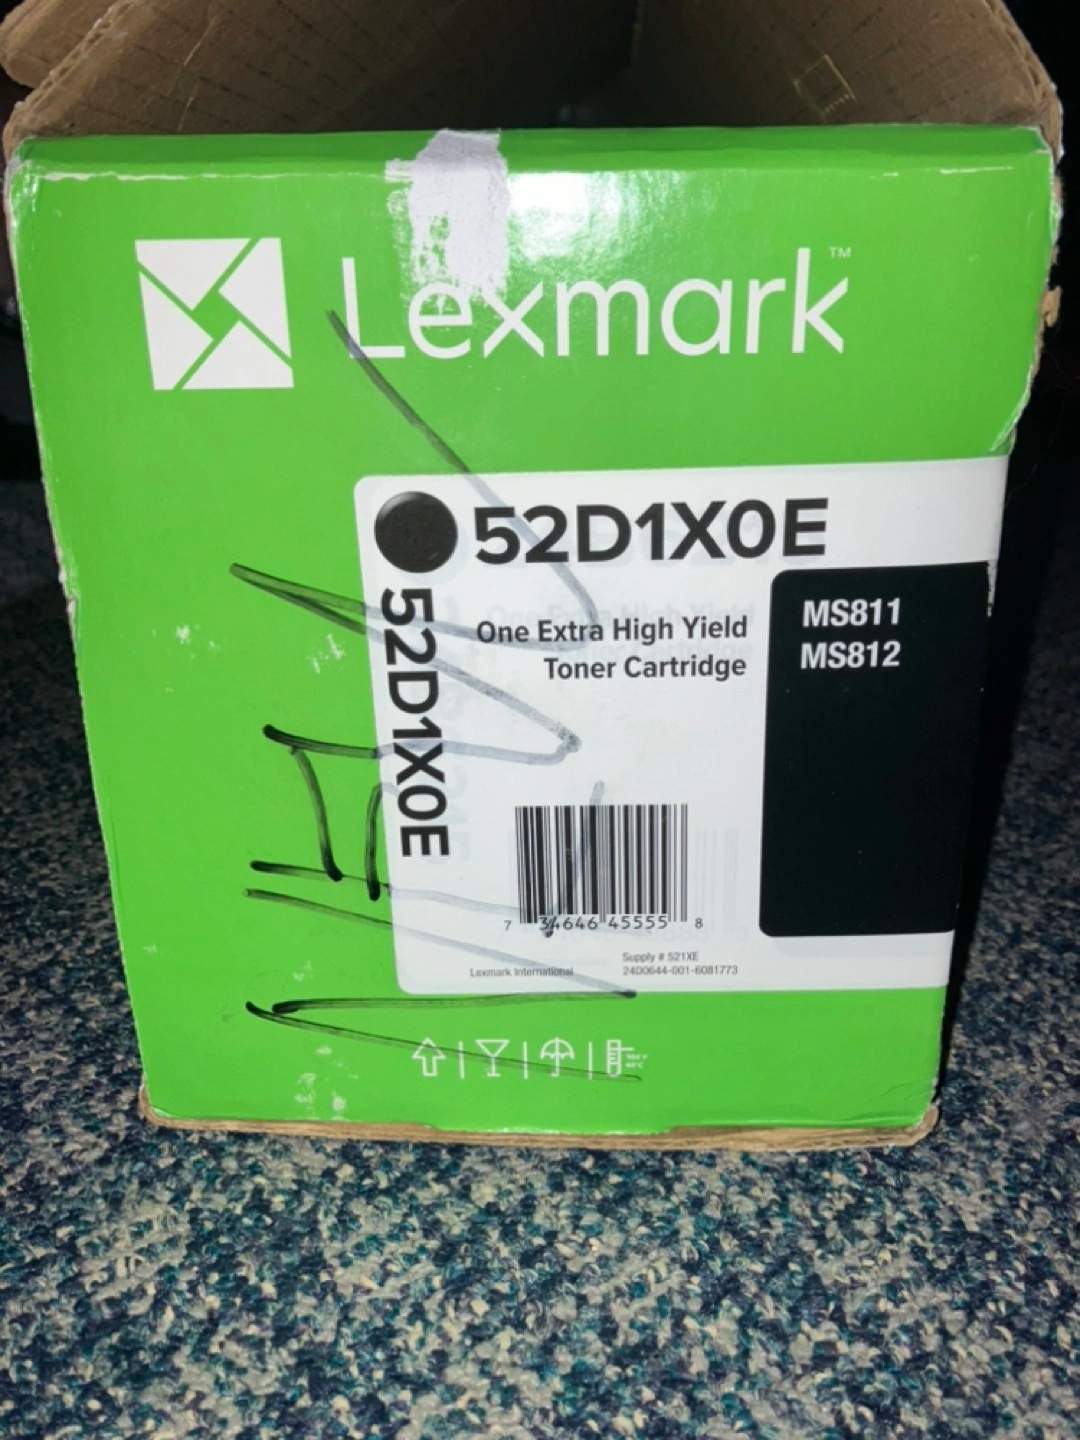 Lexmark™
52D1X0E
52D1X0E
One Extra High Yield
Toner Cartridge
MS811
MS812
7 34646 45555 8
Lexmark International
Supply # 521XE
24D0644-001-6081773